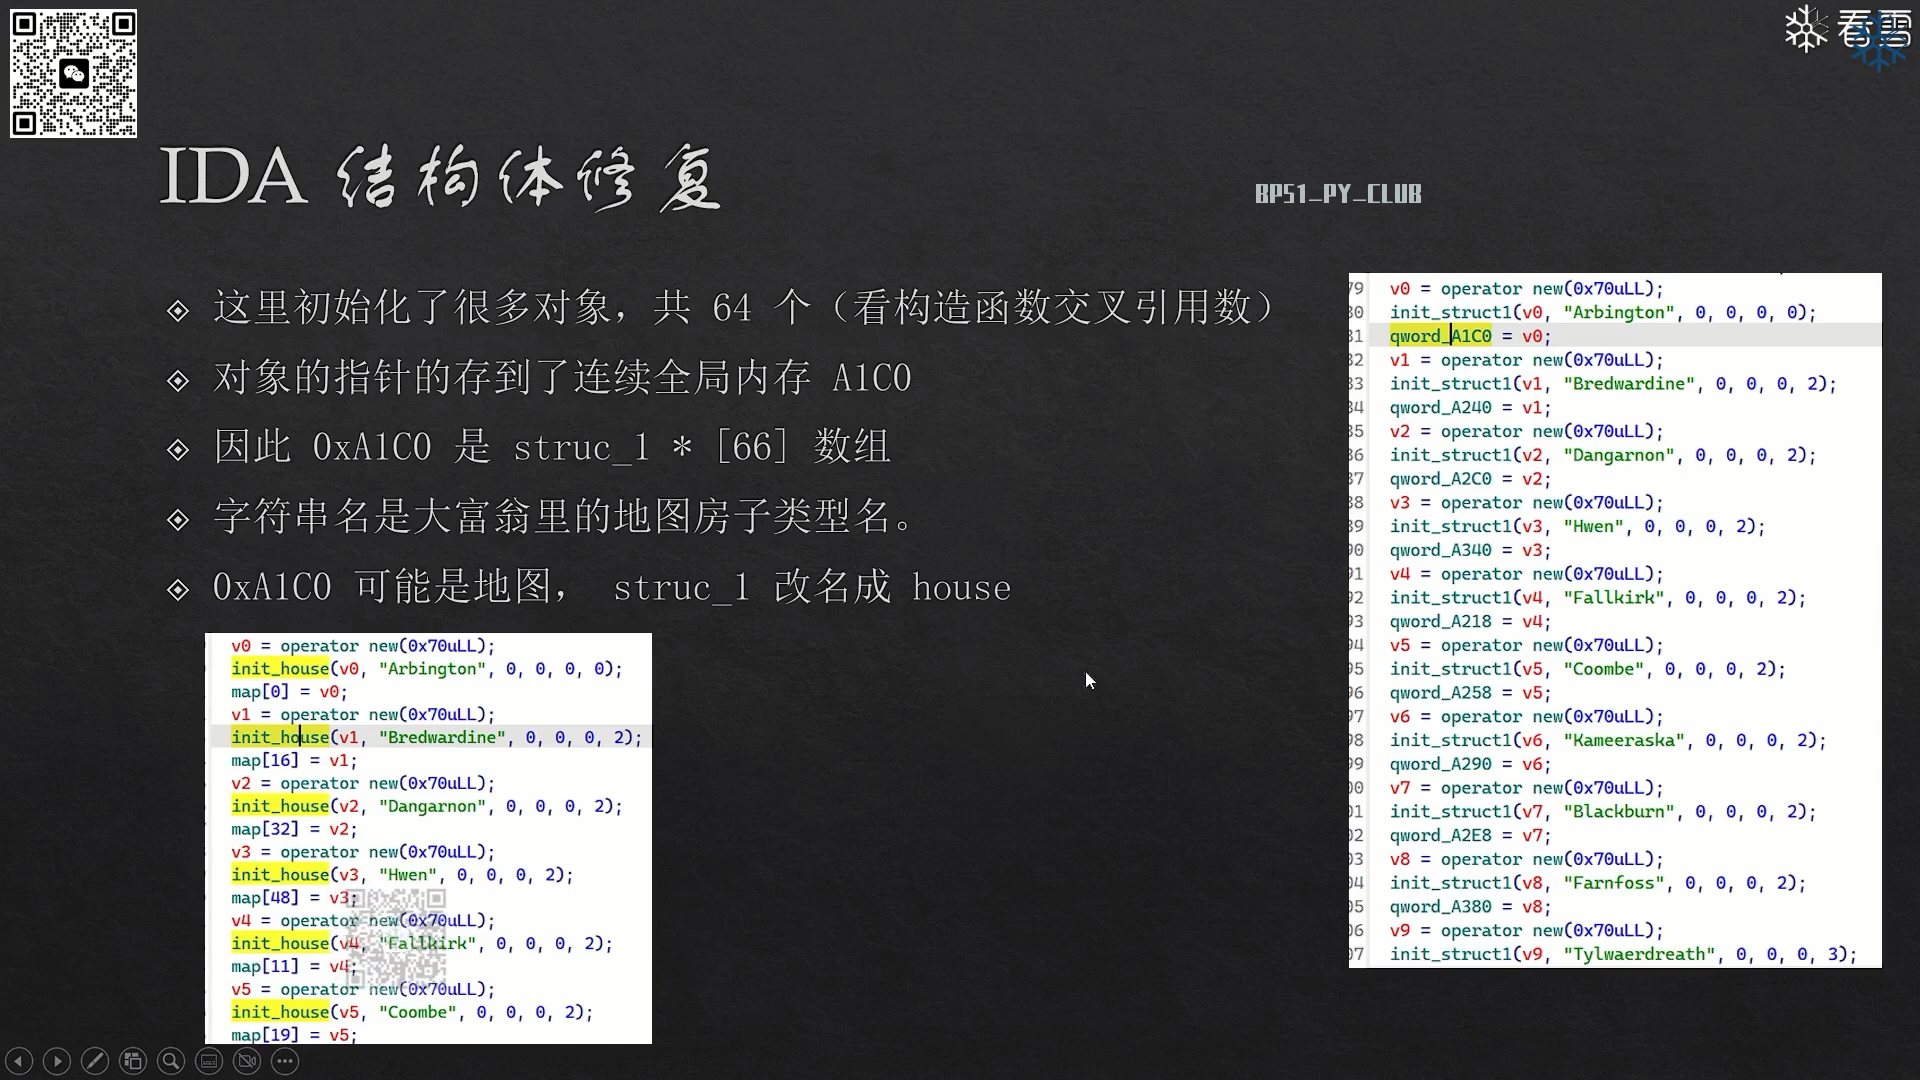 看雪
IDA 结构体修复
BP51_PY_CLUB
这里初始化了很多对象，共 64 个（看构造函数交叉引用数）
对象的指针的存到了连续全局内存 A1C0
因此 0xA1C0 是 struc_1 * [66] 数组
字符串名是大富翁里的地图房子类型名。
0xA1C0 可能是地图， struc_1 改名成 house
v0 = operator new(0x70uLL);
init_house(v0, "Arbington", 0, 0, 0, 0);
map[0] = v0;
v1 = operator new(0x70uLL);
init_house(v1, "Bredwardine", 0, 0, 0, 2);
map[16] = v1;
v2 = operator new(0x70uLL);
init_house(v2, "Dangarnon", 0, 0, 0, 2);
map[32] = v2;
v3 = operator new(0x70uLL);
init_house(v3, "Hwen", 0, 0, 0, 2);
map[48] = v3;
v4 = operator new(0x70uLL);
init_house(v4, "Fallkirk", 0, 0, 0, 2);
map[11] = v4;
v5 = operator new(0x70uLL);
init_house(v5, "Coombe", 0, 0, 0, 2);
map[19] = v5;
79 v0 = operator new(0x70uLL);
80 init_struct1(v0, "Arbington", 0, 0, 0, 0);
81 qword_A1C0 = v0;
82 v1 = operator new(0x70uLL);
83 init_struct1(v1, "Bredwardine", 0, 0, 0, 2);
84 qword_A240 = v1;
85 v2 = operator new(0x70uLL);
86 init_struct1(v2, "Dangarnon", 0, 0, 0, 2);
87 qword_A2C0 = v2;
88 v3 = operator new(0x70uLL);
89 init_struct1(v3, "Hwen", 0, 0, 0, 2);
90 qword_A340 = v3;
91 v4 = operator new(0x70uLL);
92 init_struct1(v4, "Fallkirk", 0, 0, 0, 2);
93 qword_A218 = v4;
94 v5 = operator new(0x70uLL);
95 init_struct1(v5, "Coombe", 0, 0, 0, 2);
96 qword_A258 = v5;
97 v6 = operator new(0x70uLL);
98 init_struct1(v6, "Kameeraska", 0, 0, 0, 2);
99 qword_A290 = v6;
00 v7 = operator new(0x70uLL);
01 init_struct1(v7, "Blackburn", 0, 0, 0, 2);
02 qword_A2E8 = v7;
03 v8 = operator new(0x70uLL);
04 init_struct1(v8, "Farnfoss", 0, 0, 0, 2);
05 qword_A380 = v8;
06 v9 = operator new(0x70uLL);
07 init_struct1(v9, "Tylwaerdreath", 0, 0, 0, 3);